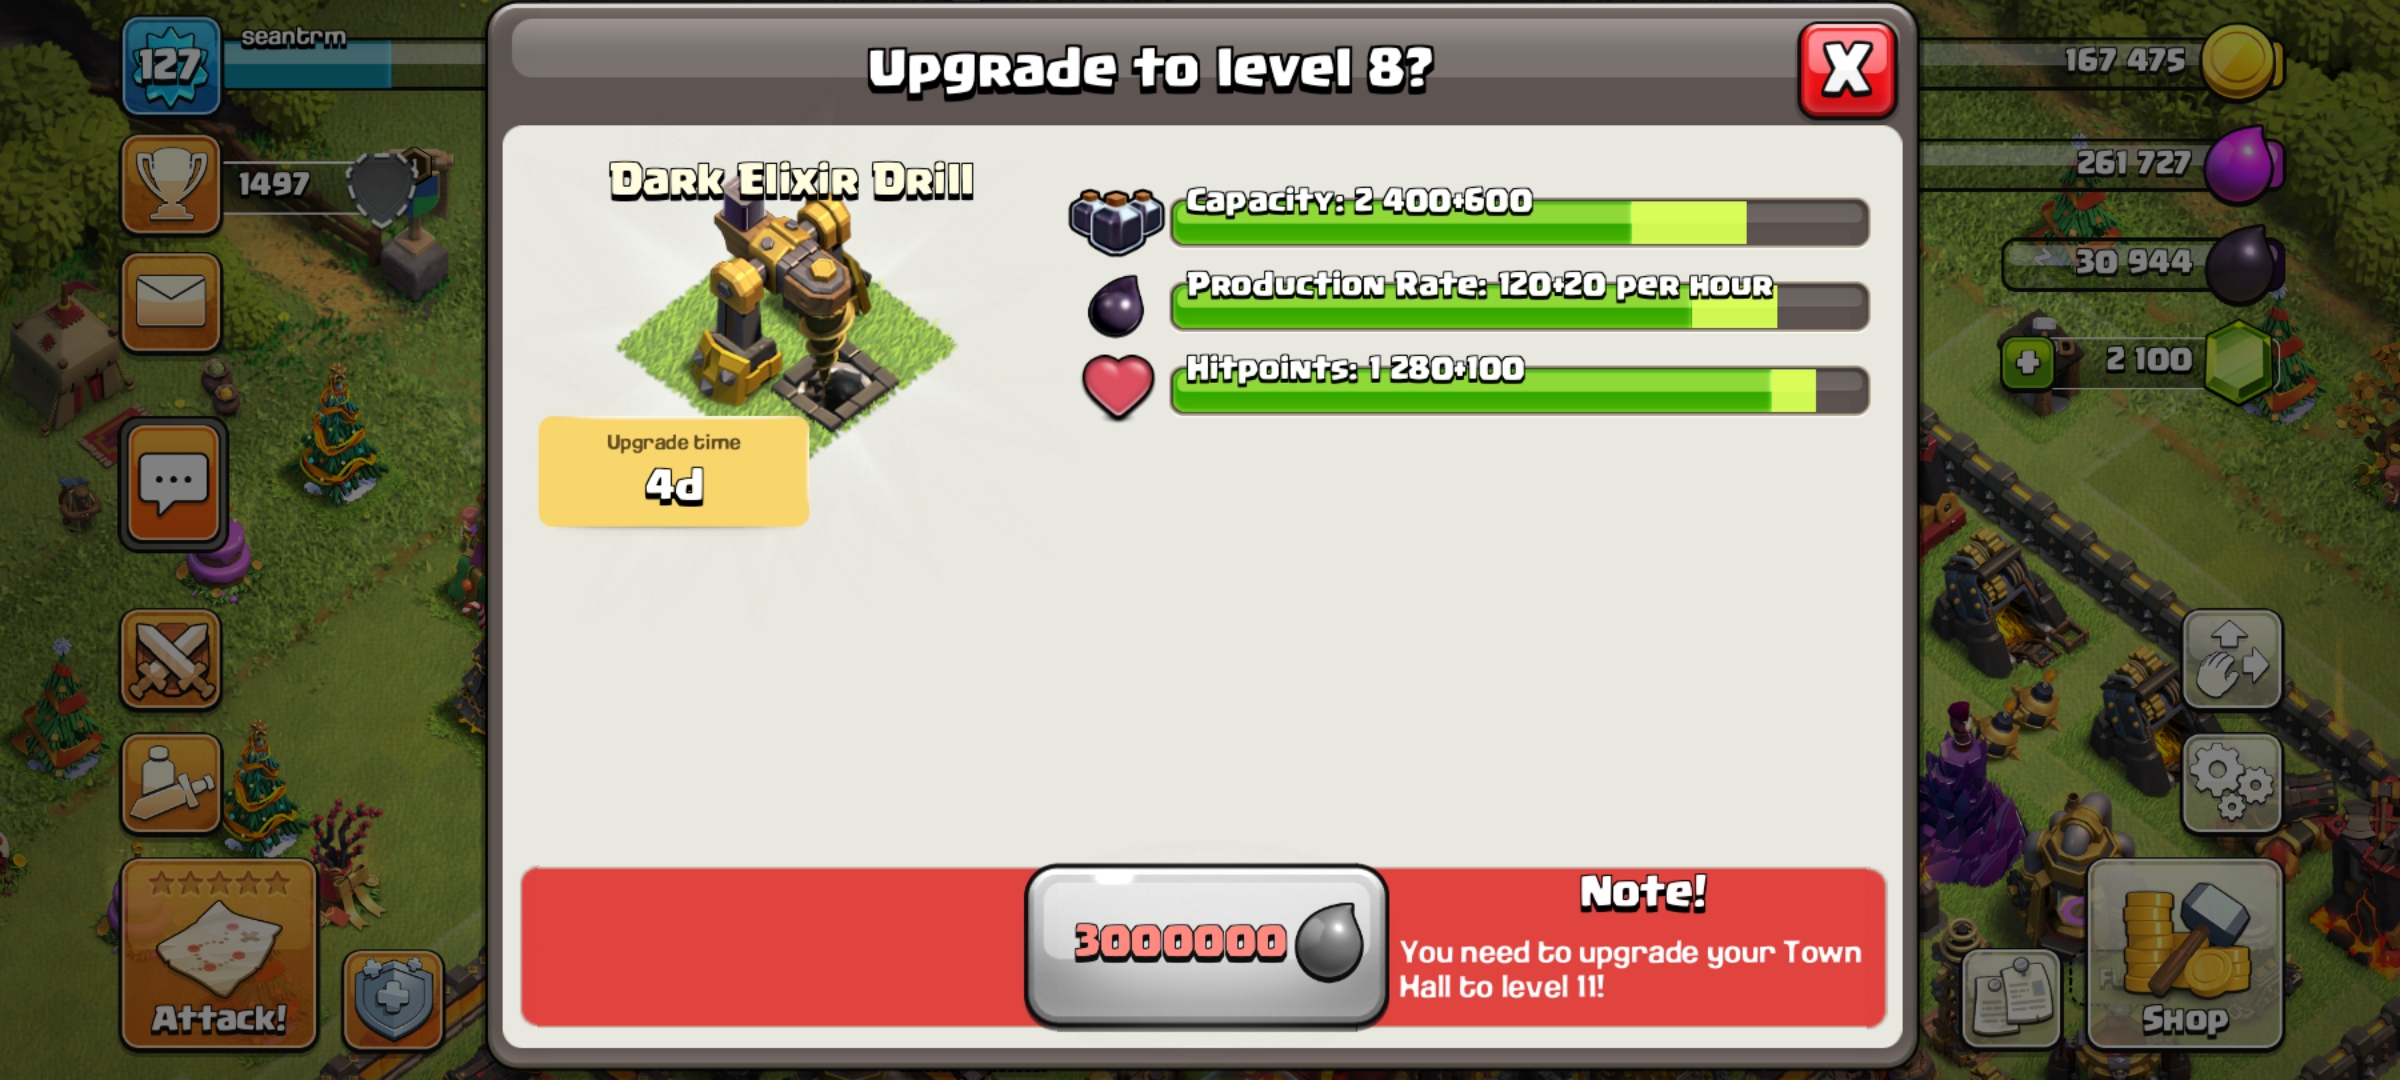 Upgrade to level 8?
X
127
seantrm
1497
Attack!
Dark Elixir Drill
Upgrade time
4d
Capacity: 2 400+600
Production Rate: 120+20 per hour
Hitpoints: 1 280+100
3000000
Note!
You need to upgrade your Town
Hall to level 11!
167 475
261 727
30 944
2 100
Shop